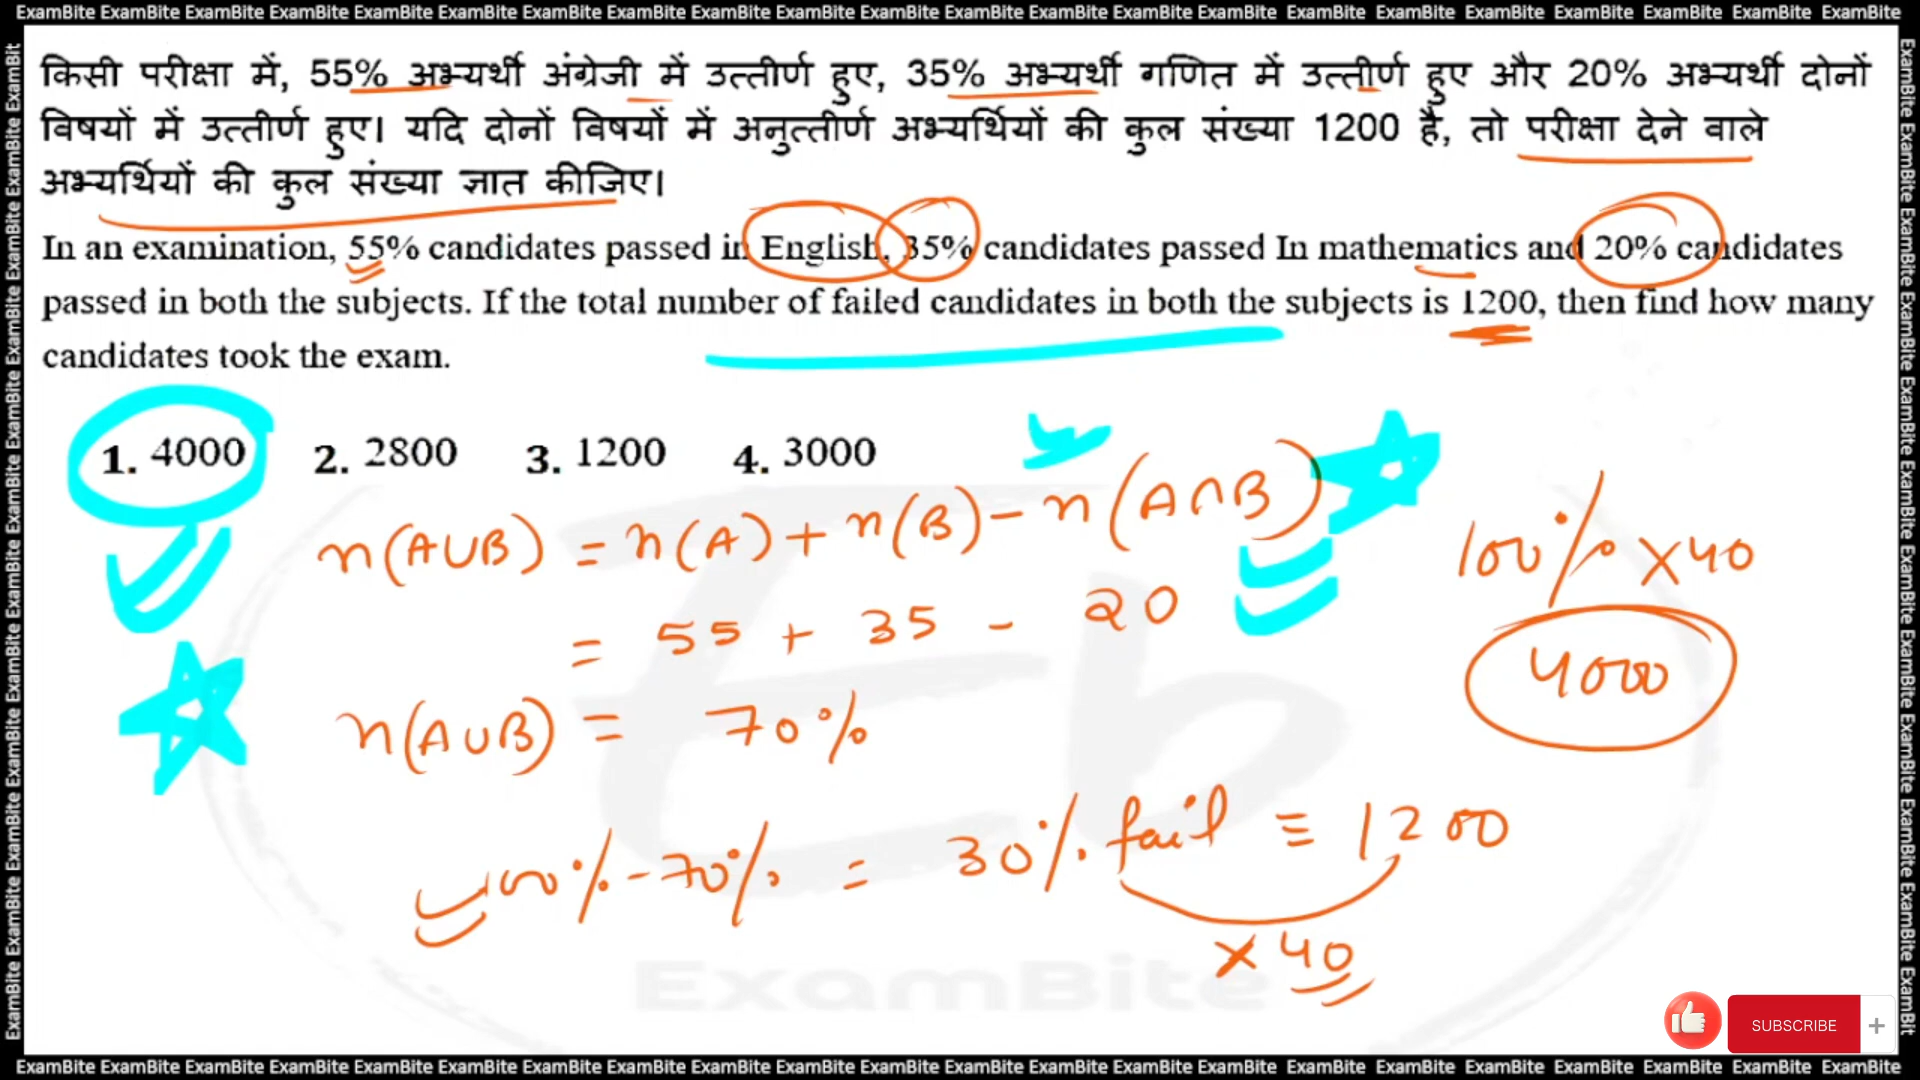 ExamBite ExamBite ExamBite ExamBite ExamBite ExamBite ExamBite ExamBite ExamBite ExamBite ExamBite ExamBite ExamBite ExamBite ExamBite ExamBite ExamBite ExamBite ExamBite ExamBite ExamBite ExamBite
किसी परीक्षा में, 55% अभ्यर्थी अंग्रेजी में उत्तीर्ण हुए, 35% अभ्यर्थी गणित में उत्तीर्ण हुए और 20% अभ्यर्थी दोनों
विषयों में उत्तीर्ण हुए। यदि दोनों विषयों में अनुत्तीर्ण अभ्यर्थियों की कुल संख्या 1200 है, तो परीक्षा देने वाले
अभ्यर्थियों की कुल संख्या ज्ञात कीजिए।
In an examination, 55% candidates passed in English, 35% candidates passed In mathematics and 20% candidates
passed in both the subjects. If the total number of failed candidates in both the subjects is 1200, then find how many
candidates took the exam.
1. 4000 2. 2800 3. 1200 4. 3000
n(A∪B) = n(A) + n(B) - n(A∩B)
100% x40
= 55 + 35 - 20
4000
n(A∪B) = 70%
100% - 70% = 30% fail ≡ 1200
x 40
ExamBite
SUBSCRIBE +
ExamBite ExamBite ExamBite ExamBite ExamBite ExamBite ExamBite ExamBite ExamBite ExamBite ExamBite ExamBite ExamBite ExamBite ExamBite ExamBite ExamBite ExamBite ExamBite ExamBite ExamBite ExamBite